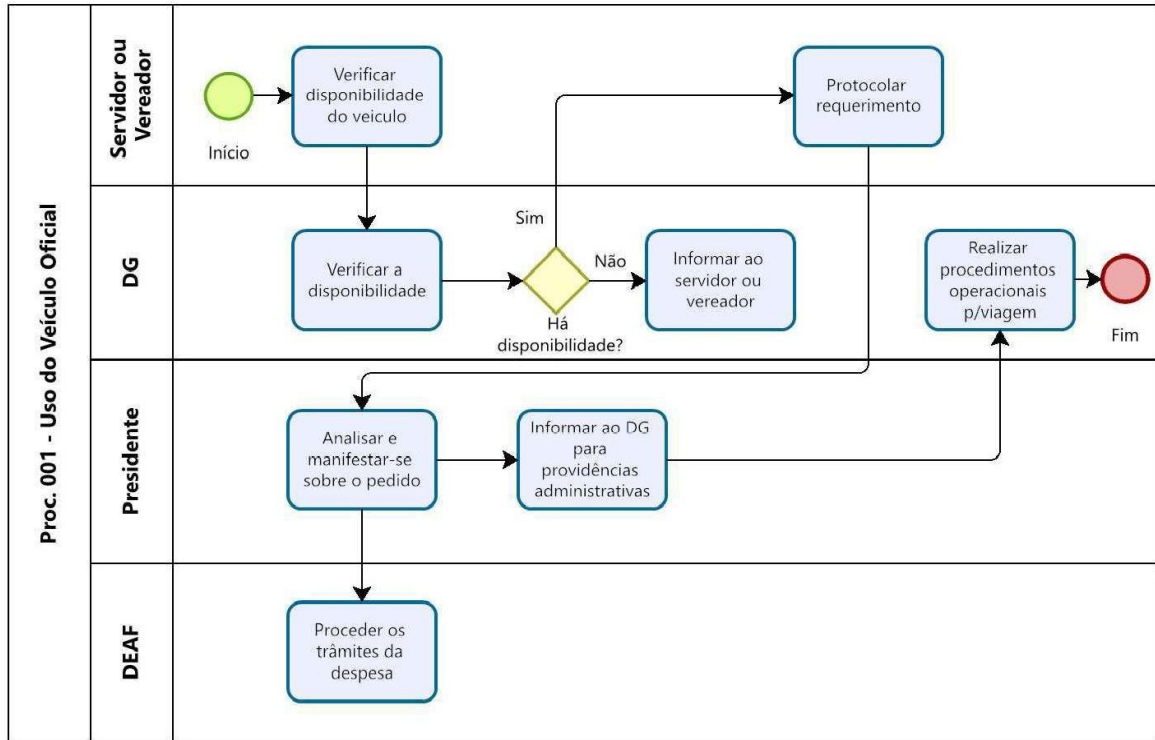 Proc. 001 - Uso do Veículo Oficial
Servidor ou
Vereador
Início
Verificar
disponibilidade
do veiculo
Protocolar
requerimento
DG
Verificar a
disponibilidade
Sim
Não
Há
disponibilidade?
Informar ao
servidor ou
vereador
Realizar
procedimentos
operacionais
p/viagem
Fim
Presidente
Analisar e
manifestar-se
sobre o pedido
Informar ao DG
para
providências
administrativas
DEAF
Proceder os
trâmites da
despesa